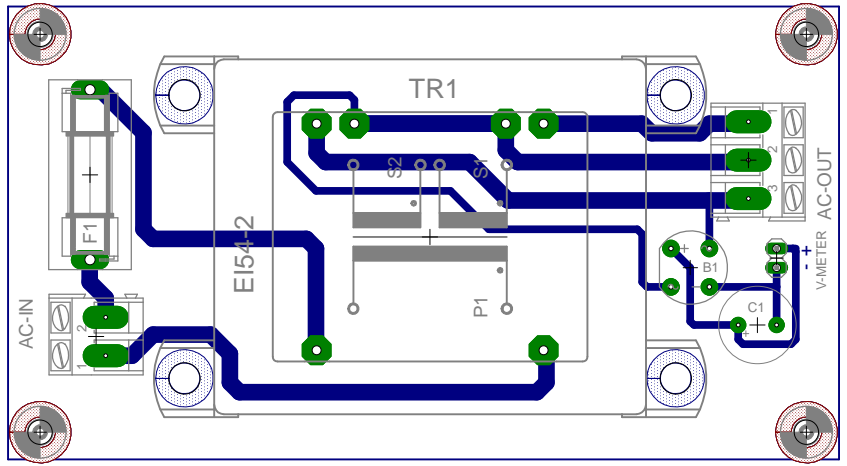 TR1
1
2
3
AC-OUT
S2
S1
F1
EI54-2
B1
+
-
V-METER
AC-IN
2
1
P1
C1
+
+